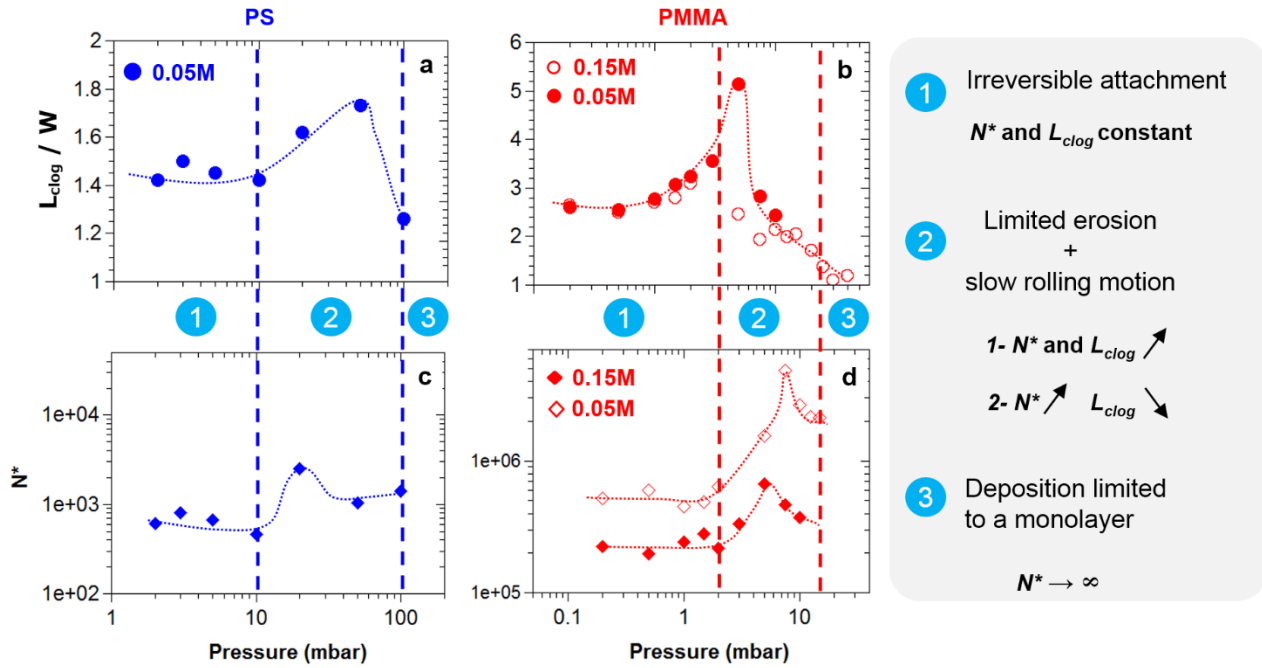 PS
PMMA
2
1.8
1.6
1.4
1.2
1
L_clog / W
0.05M
a
6
5
4
3
2
1
0.15M
0.05M
b
1
2
3
1
2
3
1e+04
1e+03
1e+02
N*
c
1
10
100
Pressure (mbar)
1e+06
1e+05
0.15M
0.05M
d
0.1
1
10
Pressure (mbar)
1
Irreversible attachment
N* and L_clog constant
2
Limited erosion
+
slow rolling motion
1- N* and L_clog ↗
2- N* ↗ L_clog ↘
3
Deposition limited
to a monolayer
N* → ∞